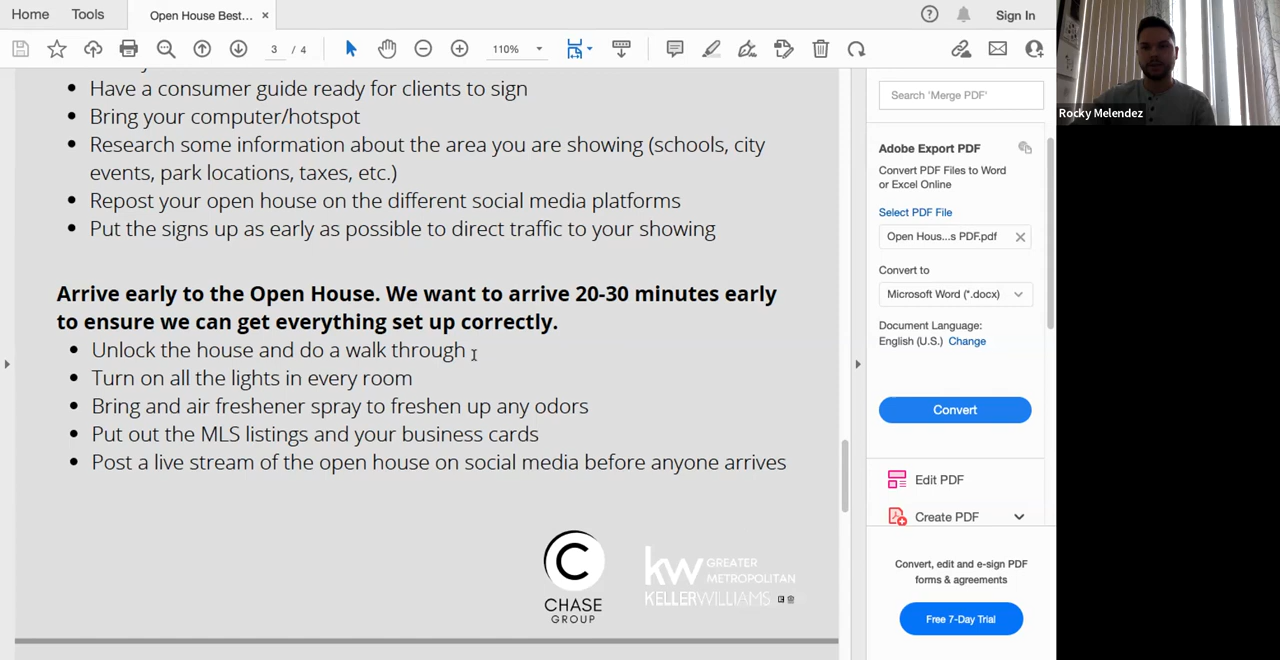 Home
Tools
Open House Best...
Sign In
3 / 4
110%
Have a consumer guide ready for clients to sign
Bring your computer/hotspot
Research some information about the area you are showing (schools, city
events, park locations, taxes, etc.)
Repost your open house on the different social media platforms
Put the signs up as early as possible to direct traffic to your showing
Arrive early to the Open House. We want to arrive 20-30 minutes early
to ensure we can get everything set up correctly.
Unlock the house and do a walk through
Turn on all the lights in every room
Bring and air freshener spray to freshen up any odors
Put out the MLS listings and your business cards
Post a live stream of the open house on social media before anyone arrives
C
CHASE
GROUP
kw GREATER
METROPOLITAN
KELLERWILLIAMS
Search 'Merge PDF'
Adobe Export PDF
Convert PDF Files to Word
or Excel Online
Select PDF File
Open Hous...s PDF.pdf
Convert to
Microsoft Word (*.docx)
Document Language:
English (U.S.) Change
Convert
Edit PDF
Create PDF
Convert, edit and e-sign PDF
forms & agreements
Free 7-Day Trial
Rocky Melendez